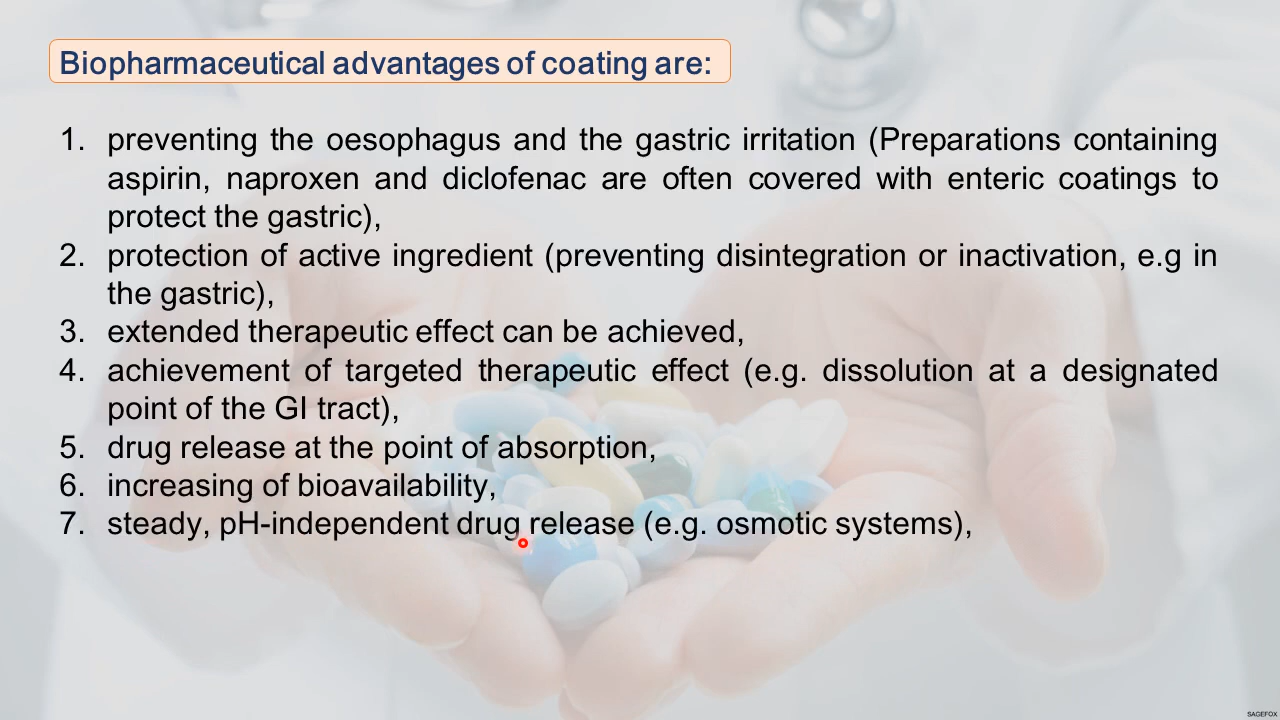 Biopharmaceutical advantages of coating are:
1. preventing the oesophagus and the gastric irritation (Preparations containing
aspirin, naproxen and diclofenac are often covered with enteric coatings to
protect the gastric),
2. protection of active ingredient (preventing disintegration or inactivation, e.g in
the gastric),
3. extended therapeutic effect can be achieved,
4. achievement of targeted therapeutic effect (e.g. dissolution at a designated
point of the GI tract),
5. drug release at the point of absorption,
6. increasing of bioavailability,
7. steady, pH-independent drug release (e.g. osmotic systems),
SAGEFOX